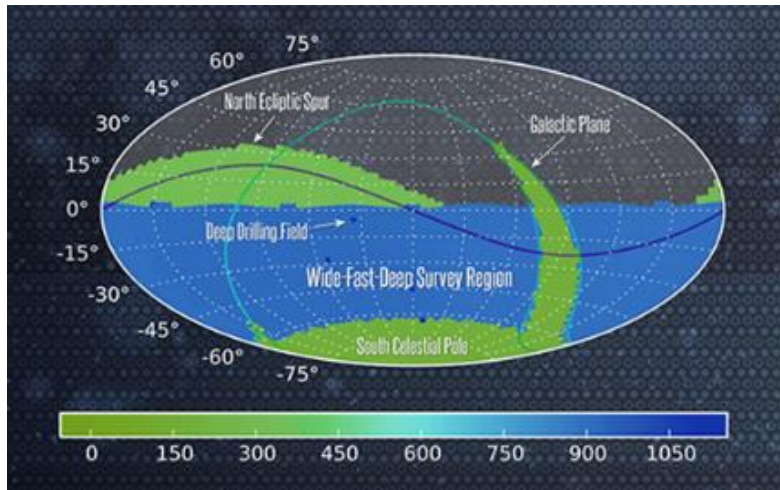 75°
60°
45°
North Ecliptic Spur
30°
Galactic Plane
15°
0°
Deep Drilling Field
-15°
Wide-Fast-Deep Survey Region
-30°
-45°
South Celestial Pole
-60°
-75°
0 150 300 450 600 750 900 1050